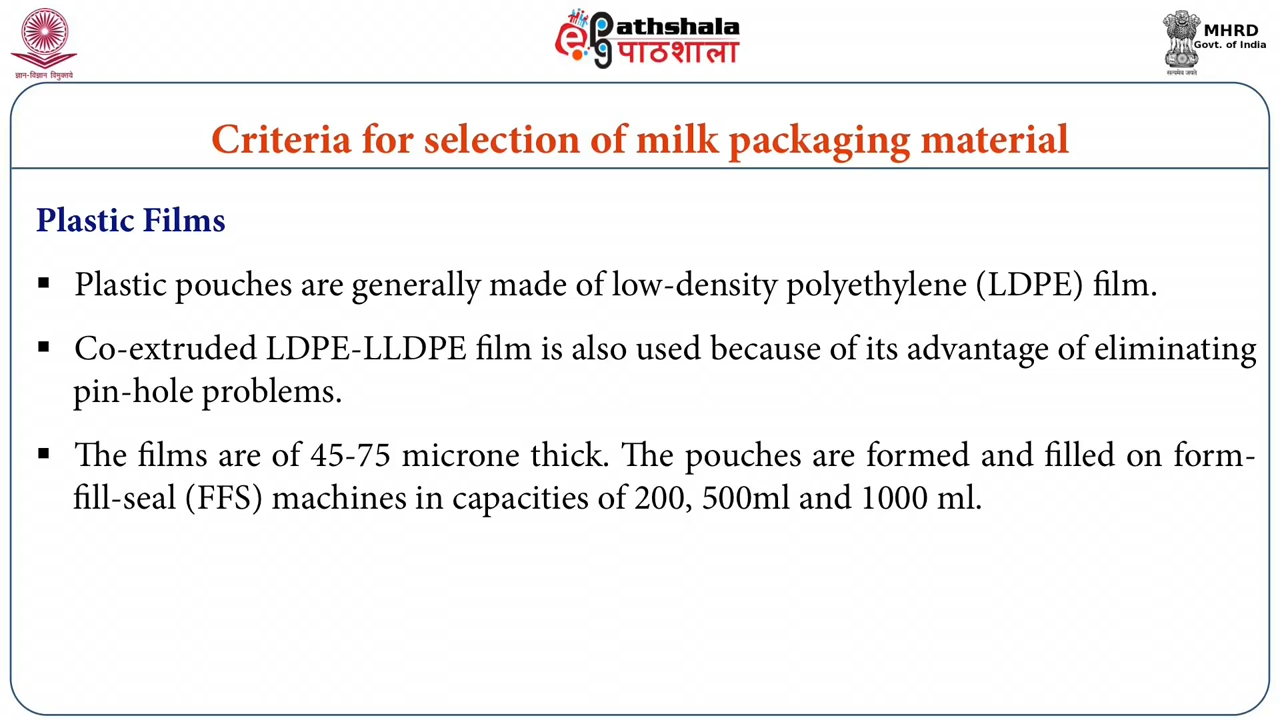 ज्ञान-विज्ञान विमुक्तये
ePg Pathshala
पाठशाला
MHRD
Govt. of India
सत्यमेव जयते
Criteria for selection of milk packaging material
Plastic Films
▪ Plastic pouches are generally made of low-density polyethylene (LDPE) film.
▪ Co-extruded LDPE-LLDPE film is also used because of its advantage of eliminating
pin-hole problems.
▪ The films are of 45-75 microne thick. The pouches are formed and filled on form-
fill-seal (FFS) machines in capacities of 200, 500ml and 1000 ml.